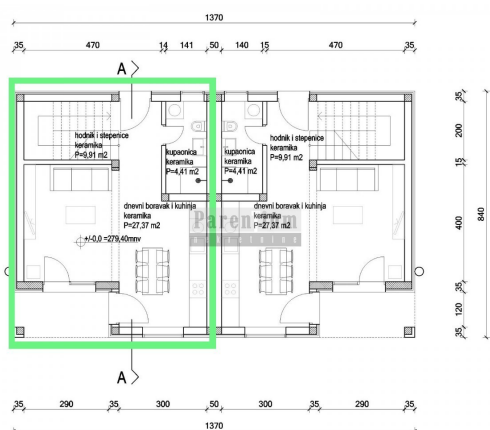 1370
35 470 14 141 50 140 15 470 35
A
hodnik i stepenice
keramika
P=9,91 m2
kupaonica
keramika
P=4,41 m2
kupaonica
keramika
P=4,41 m2
hodnik i stepenice
keramika
P=9,91 m2
dnevni boravak i kuhinja
keramika
P=27,37 m2
dnevni boravak i kuhinja
keramika
P=27,37 m2
+/-0,0 =279,40mnv
35
200
15
400
35
120
35
840
A
35 290 35 300 50 300 35 290 35
1370